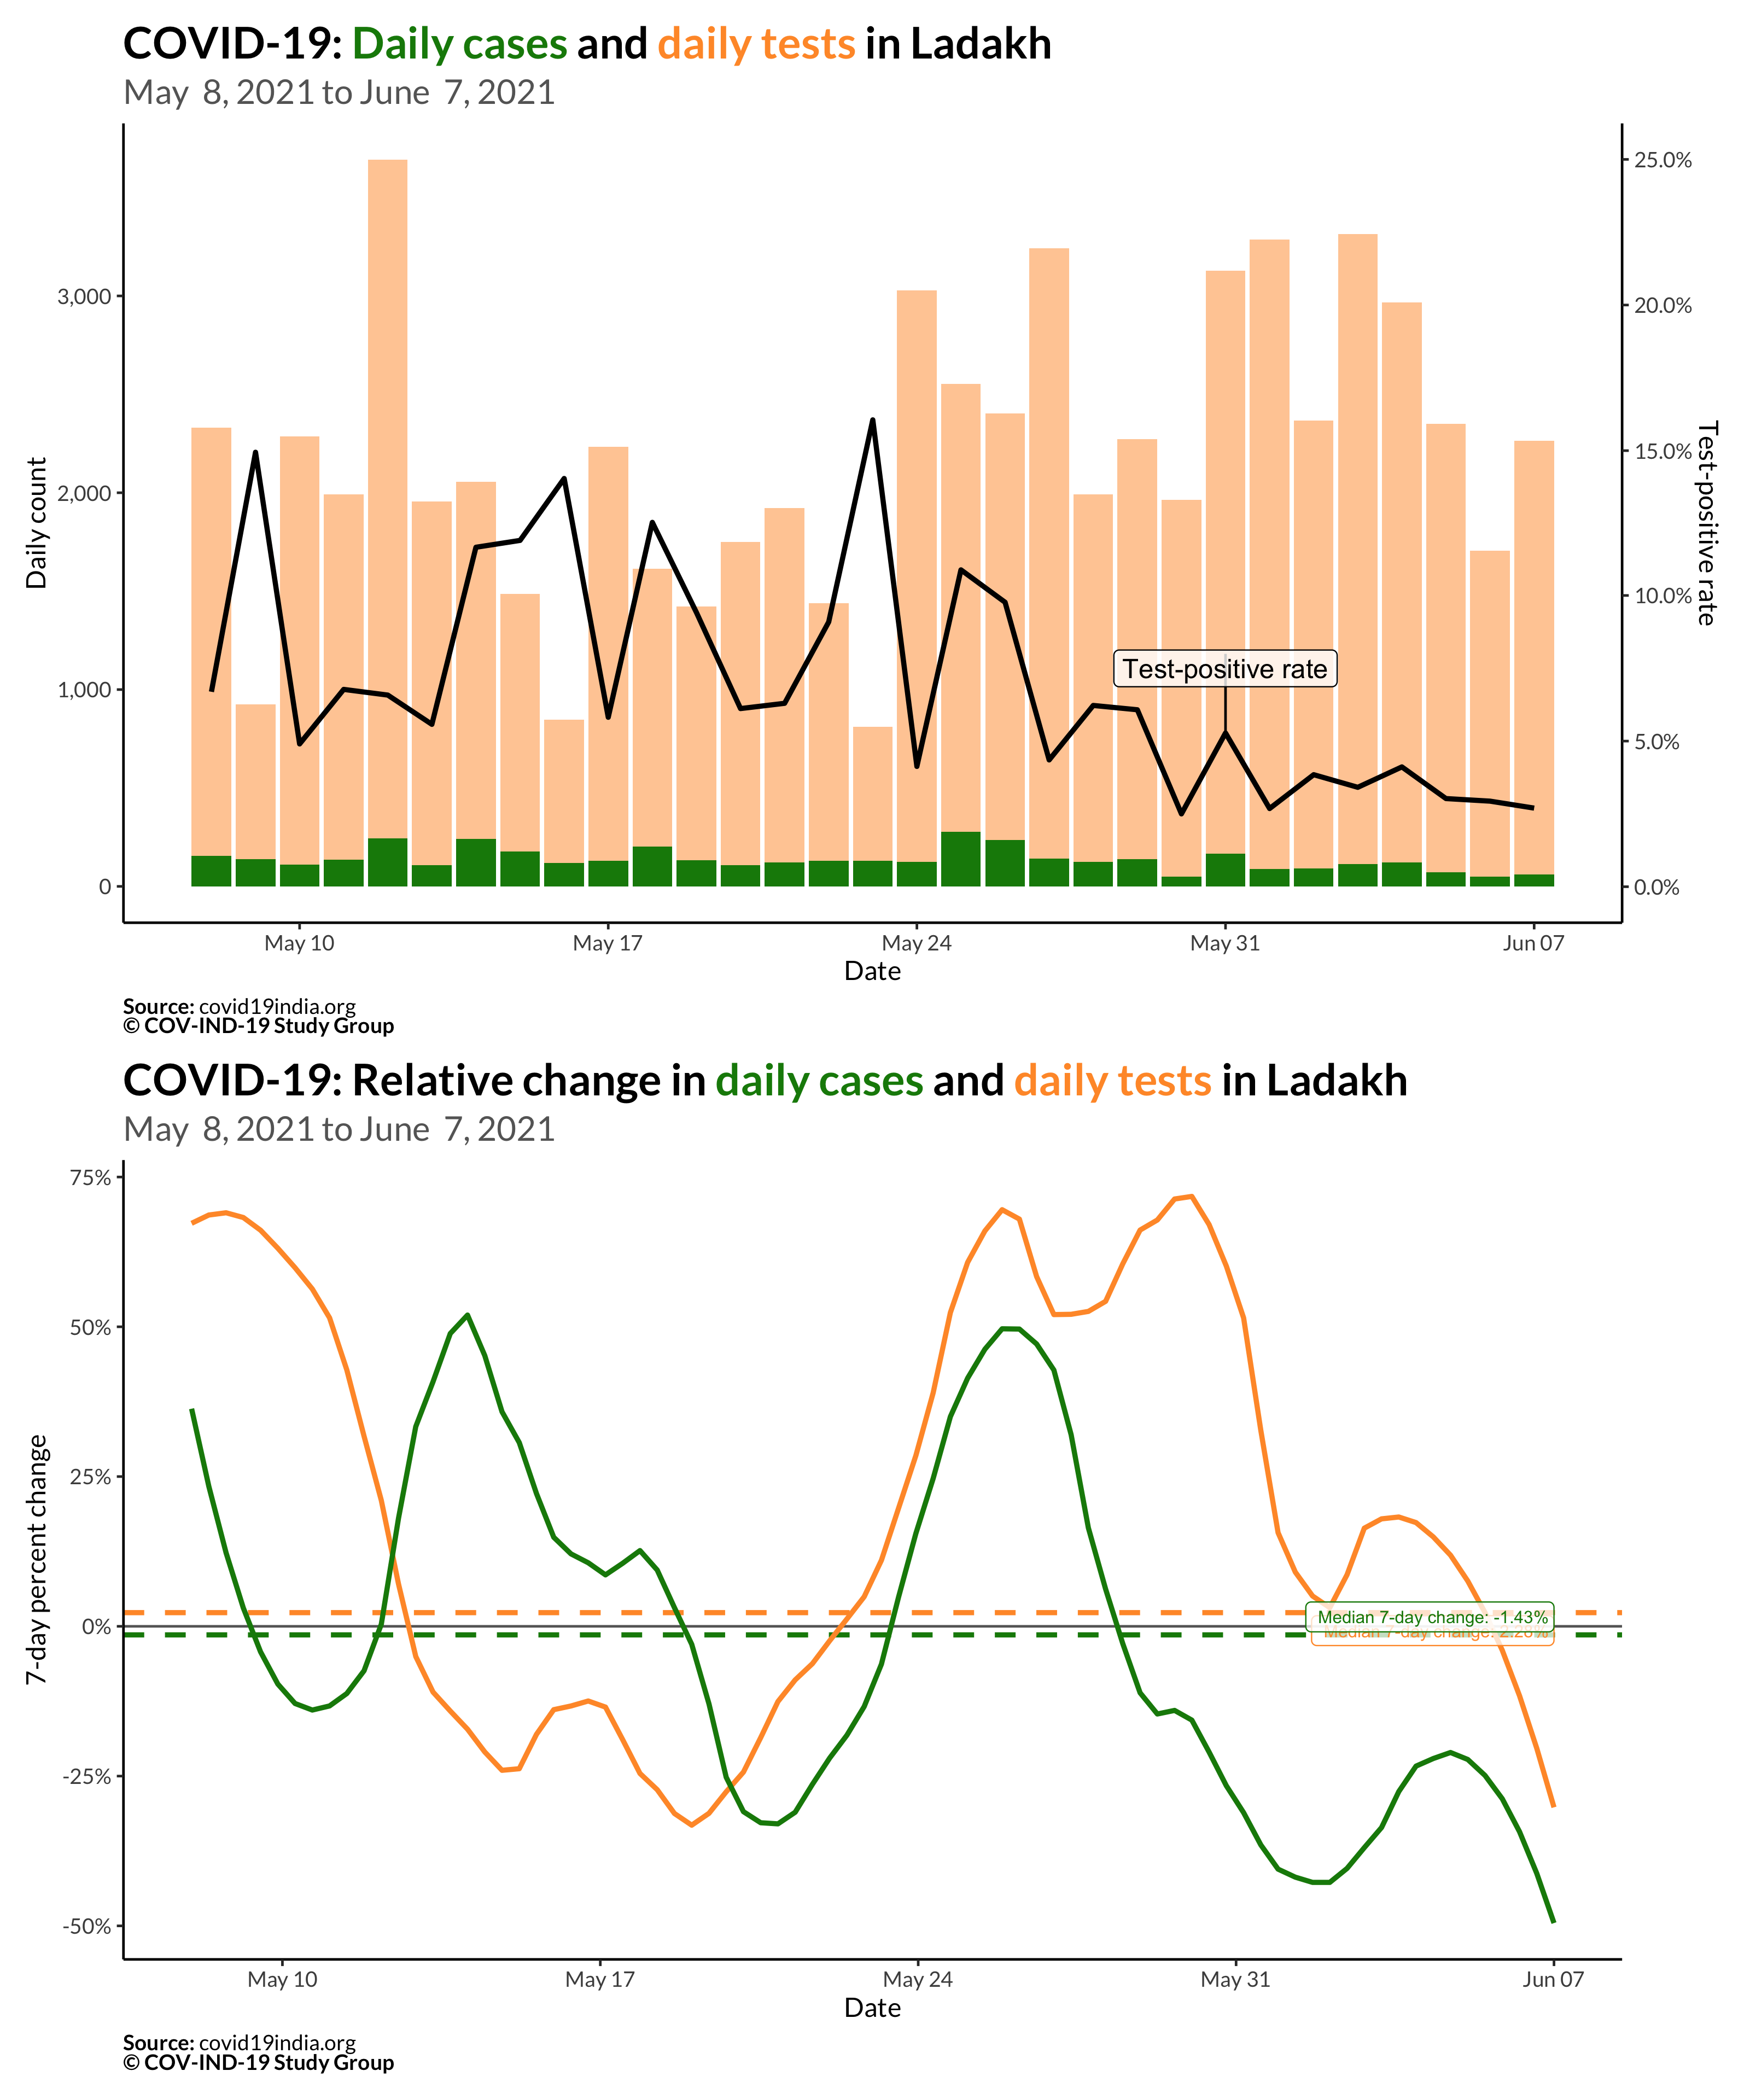 COVID-19: Daily cases and daily tests in Ladakh
May 8, 2021 to June 7, 2021
25.0%
20.0%
3,000
15.0%
2,000
Daily count
Test-positive rate
10.0%
Test-positive rate
1,000
5.0%
0
0.0%
May 10
May 17
May 24
May 31
Jun 07
Date
Source: covid19india.org
© COV-IND-19 Study Group
COVID-19: Relative change in daily cases and daily tests in Ladakh
May 8, 2021 to June 7, 2021
75%
50%
25%
7-day percent change
0%
Median 7-day change: -1.43%
Median 7-day change: 2.28%
-25%
-50%
May 10
May 17
May 24
May 31
Jun 07
Date
Source: covid19india.org
© COV-IND-19 Study Group